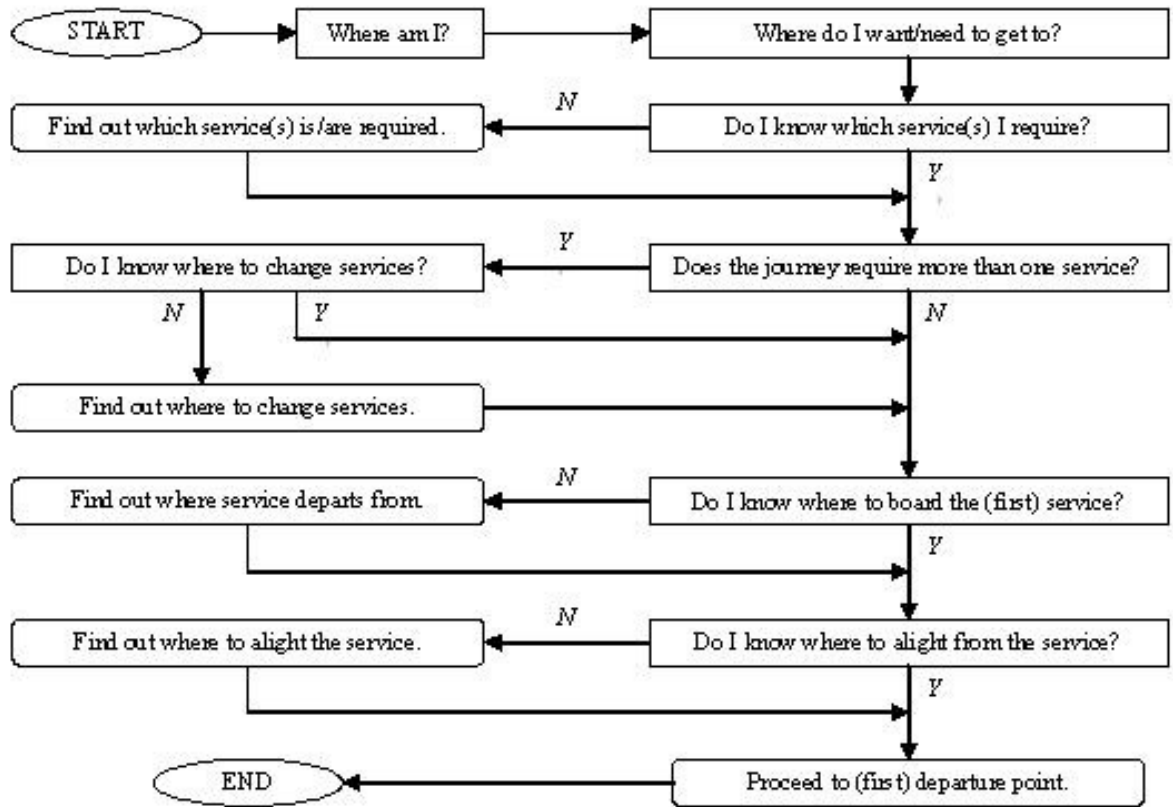 START
Where am I?
Where do I want/need to get to?
N
Find out which service(s) is/are required.
Do I know which service(s) I require?
Y
Y
Do I know where to change services?
Does the journey require more than one service?
N
Y
N
Find out where to change services.
N
Find out where service departs from.
Do I know where to board the (first) service?
Y
N
Find out where to alight the service.
Do I know where to alight from the service?
Y
END
Proceed to (first) departure point.